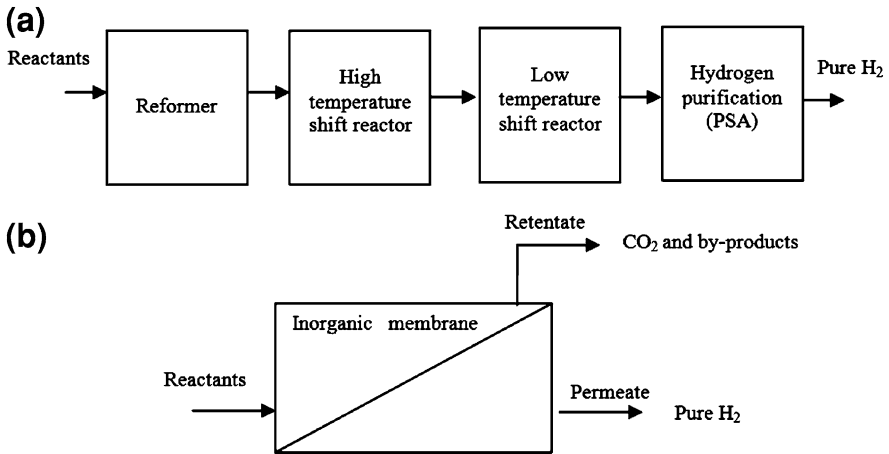 (a)
Reactants
Reformer
High
temperature
shift reactor
Low
temperature
shift reactor
Hydrogen
purification
(PSA)
Pure H₂
(b)
Retentate
CO₂ and by-products
Inorganic membrane
Reactants
Permeate
Pure H₂